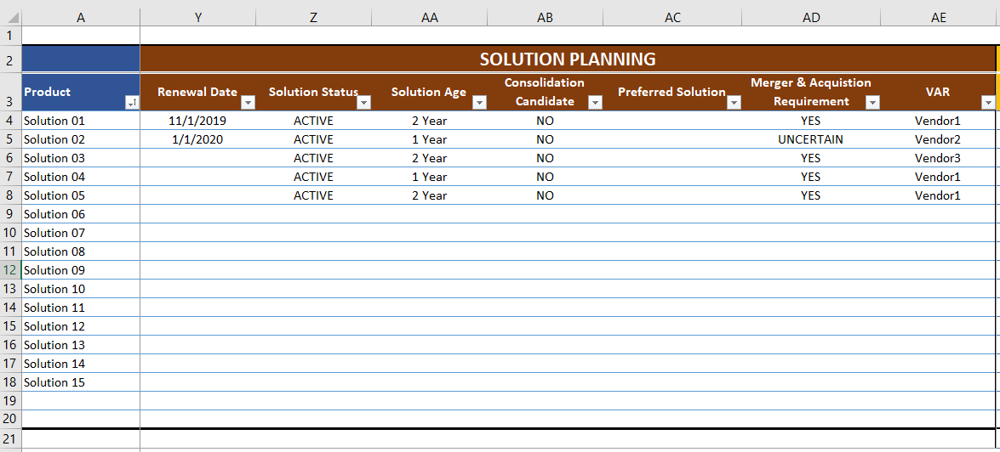 A Y Z AA AB AC AD AE
1
2 SOLUTION PLANNING
3 Product Renewal Date Solution Status Solution Age Consolidation Candidate Preferred Solution Merger & Acquistion Requirement VAR
4 Solution 01 11/1/2019 ACTIVE 2 Year NO YES Vendor1
5 Solution 02 1/1/2020 ACTIVE 1 Year NO UNCERTAIN Vendor2
6 Solution 03 ACTIVE 2 Year NO YES Vendor3
7 Solution 04 ACTIVE 1 Year NO YES Vendor1
8 Solution 05 ACTIVE 2 Year NO YES Vendor1
9 Solution 06
10 Solution 07
11 Solution 08
12 Solution 09
13 Solution 10
14 Solution 11
15 Solution 12
16 Solution 13
17 Solution 14
18 Solution 15
19
20
21